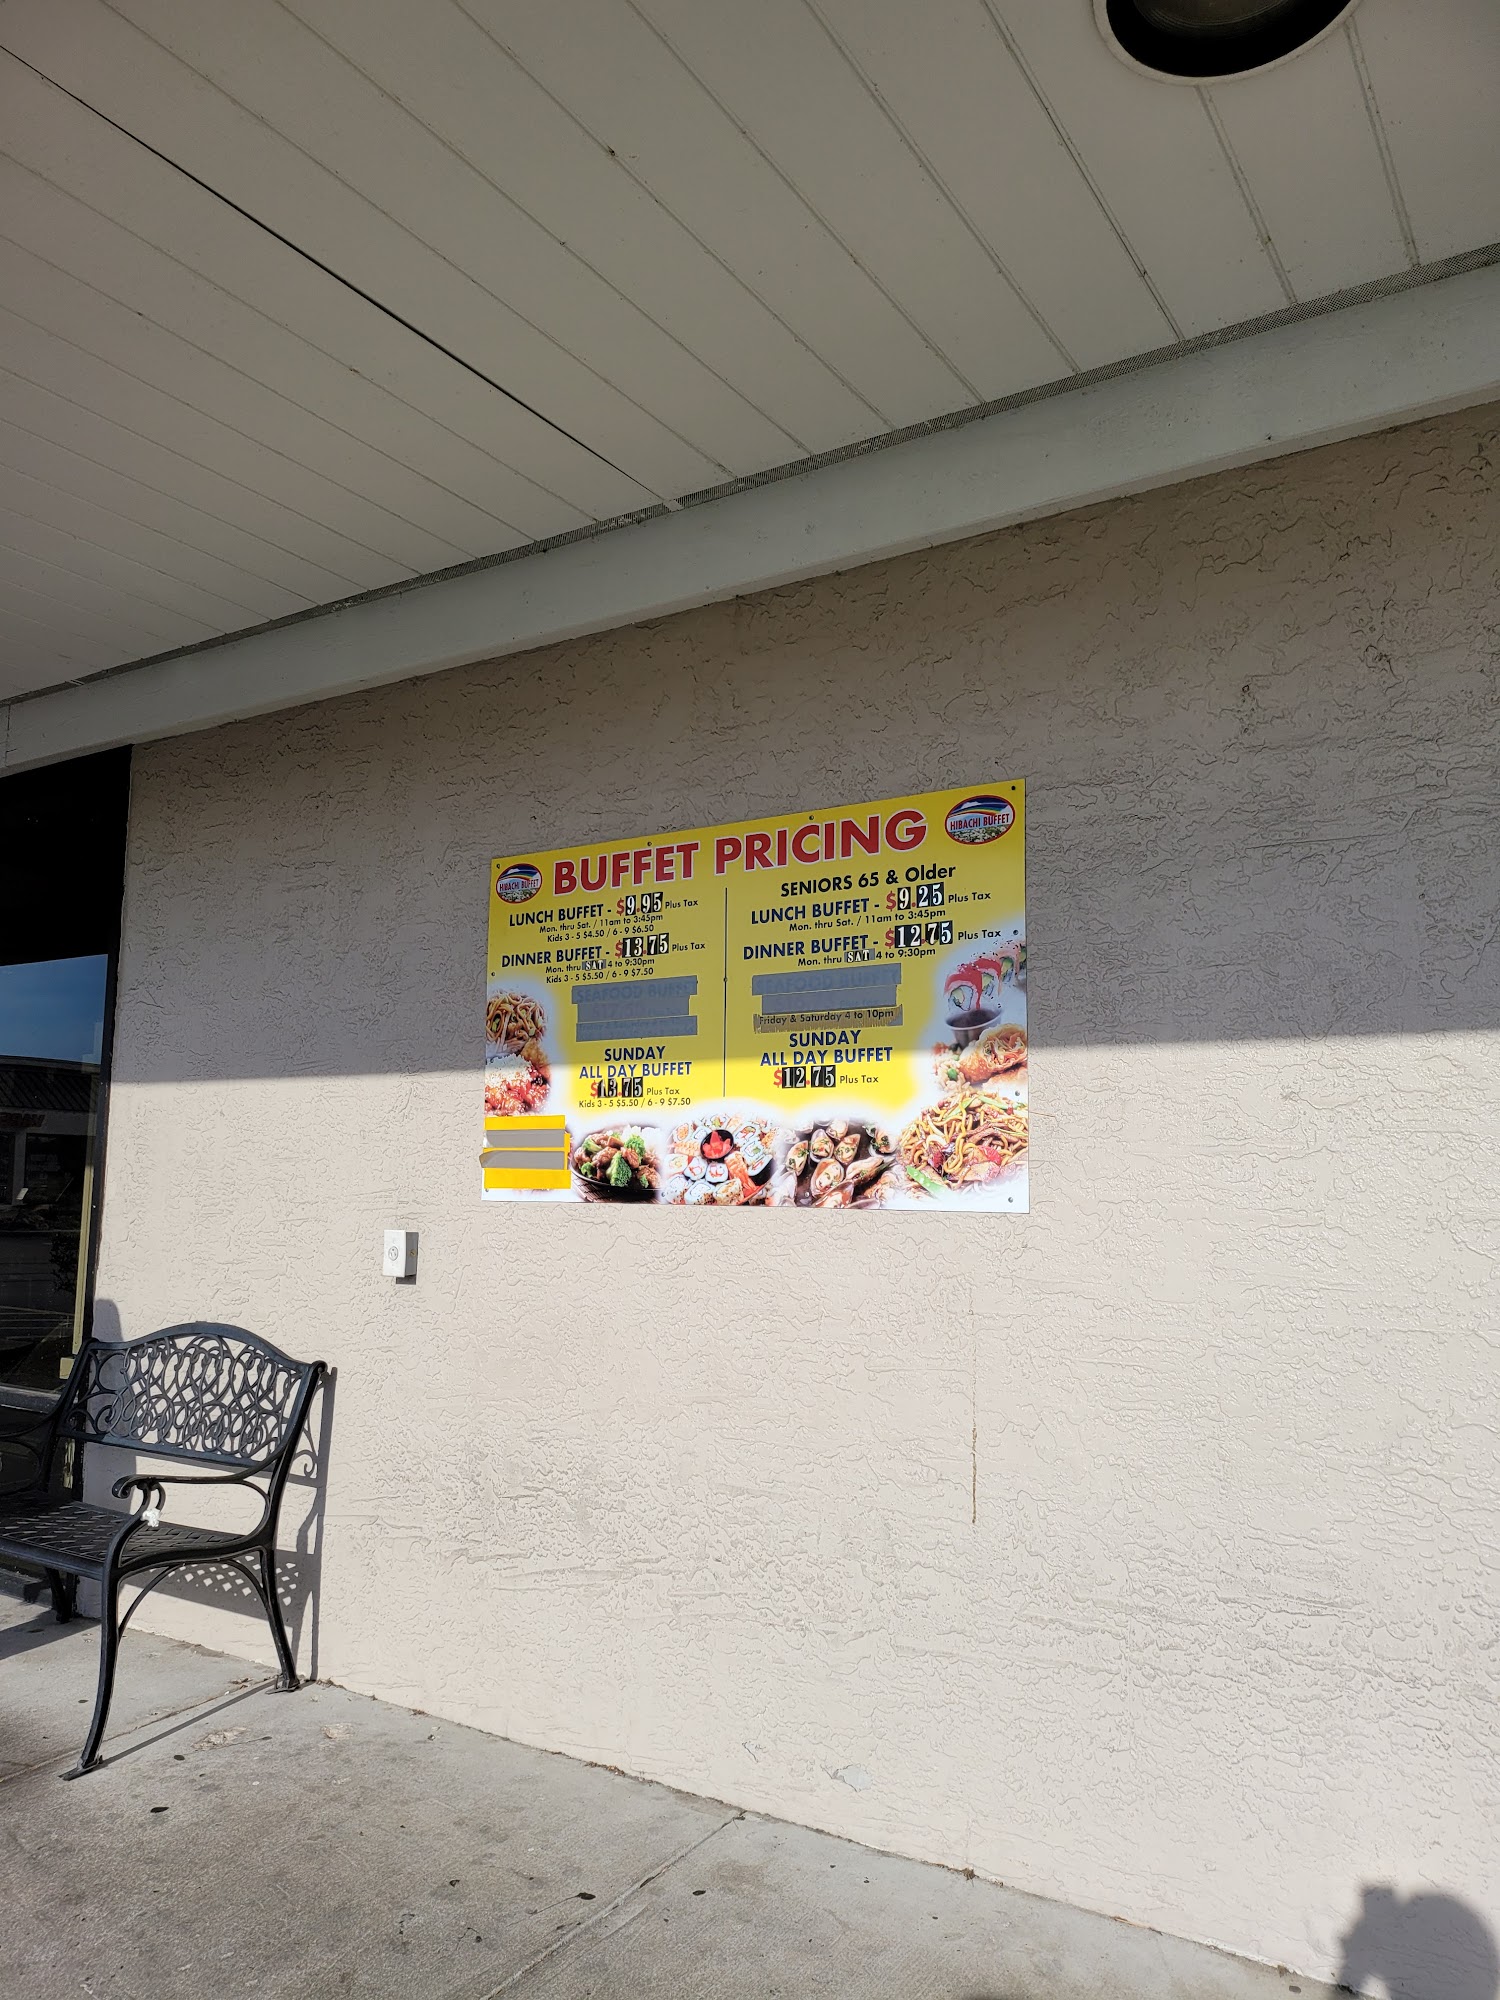 BUFFET PRICING
HIBACHI BUFFET
HIBACHI BUFFET
LUNCH BUFFET - $9.95 Plus Tax
Mon. thru Sat. / 11am to 3:45pm
Kids 3 - 5 $4.50 / 6 - 9 $6.50
DINNER BUFFET - $13.75 Plus Tax
Mon. thru SAT 4 to 9:30pm
Kids 3 - 5 $5.50 / 6 - 9 $7.50
SEAFOOD BUFFET
SUNDAY
ALL DAY BUFFET
$13.75 Plus Tax
Kids 3 - 5 $5.50 / 6 - 9 $7.50
SENIORS 65 & Older
LUNCH BUFFET - $9.25 Plus Tax
Mon. thru Sat. / 11am to 3:45pm
DINNER BUFFET - $12.75 Plus Tax
Mon. thru SAT 4 to 9:30pm
SEAFOOD BUFFET
Friday & Saturday 4 to 10pm
SUNDAY
ALL DAY BUFFET
$12.75 Plus Tax